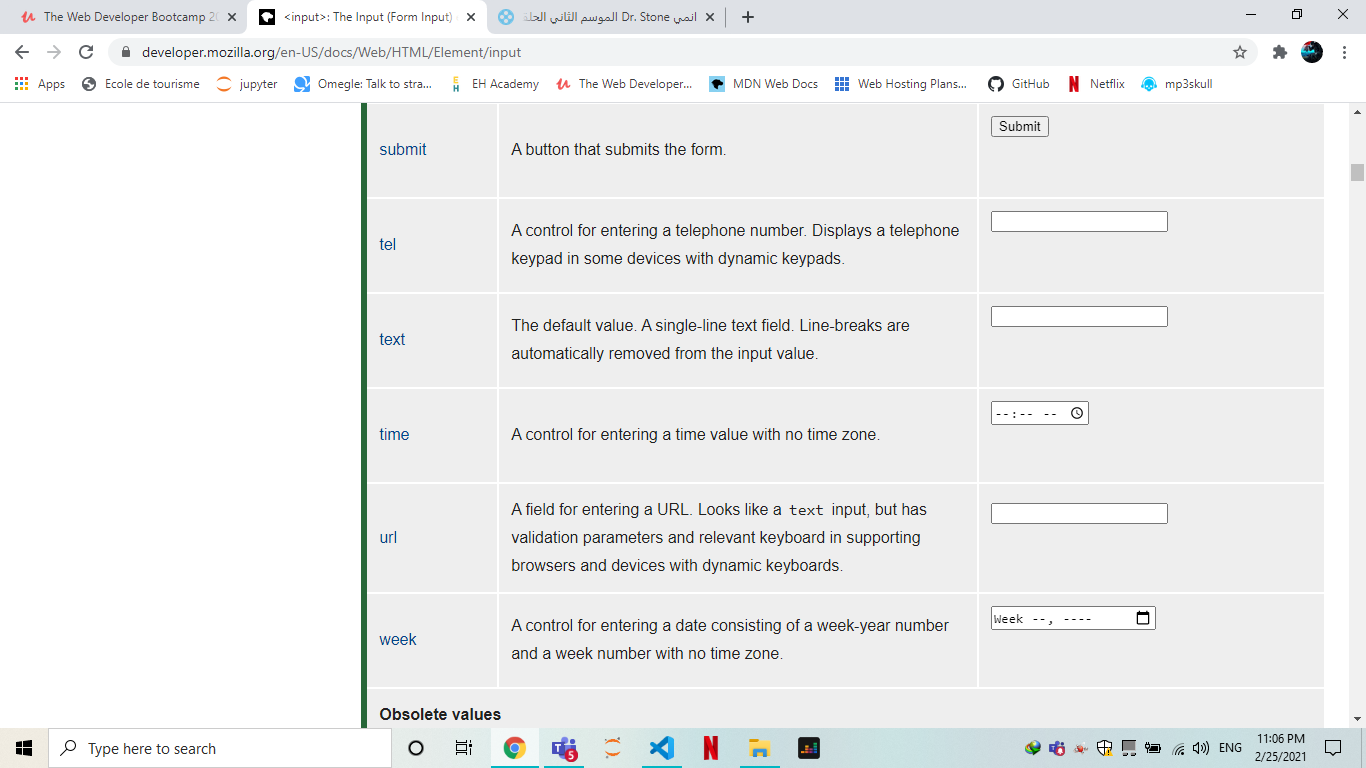 The Web Developer Bootcamp 20
<input>: The Input (Form Input)
انمي Dr. Stone الموسم الثاني الحلقة
developer.mozilla.org/en-US/docs/Web/HTML/Element/input
Apps
Ecole de tourisme
jupyter
Omegle: Talk to stra...
EH Academy
The Web Developer...
MDN Web Docs
Web Hosting Plans...
GitHub
Netflix
mp3skull
submit
A button that submits the form.
Submit
tel
A control for entering a telephone number. Displays a telephone
keypad in some devices with dynamic keypads.
text
The default value. A single-line text field. Line-breaks are
automatically removed from the input value.
time
A control for entering a time value with no time zone.
--:-- --
url
A field for entering a URL. Looks like a text input, but has
validation parameters and relevant keyboard in supporting
browsers and devices with dynamic keyboards.
week
A control for entering a date consisting of a week-year number
and a week number with no time zone.
Week --, ----
Obsolete values
Type here to search
5
ENG
11:06 PM
2/25/2021